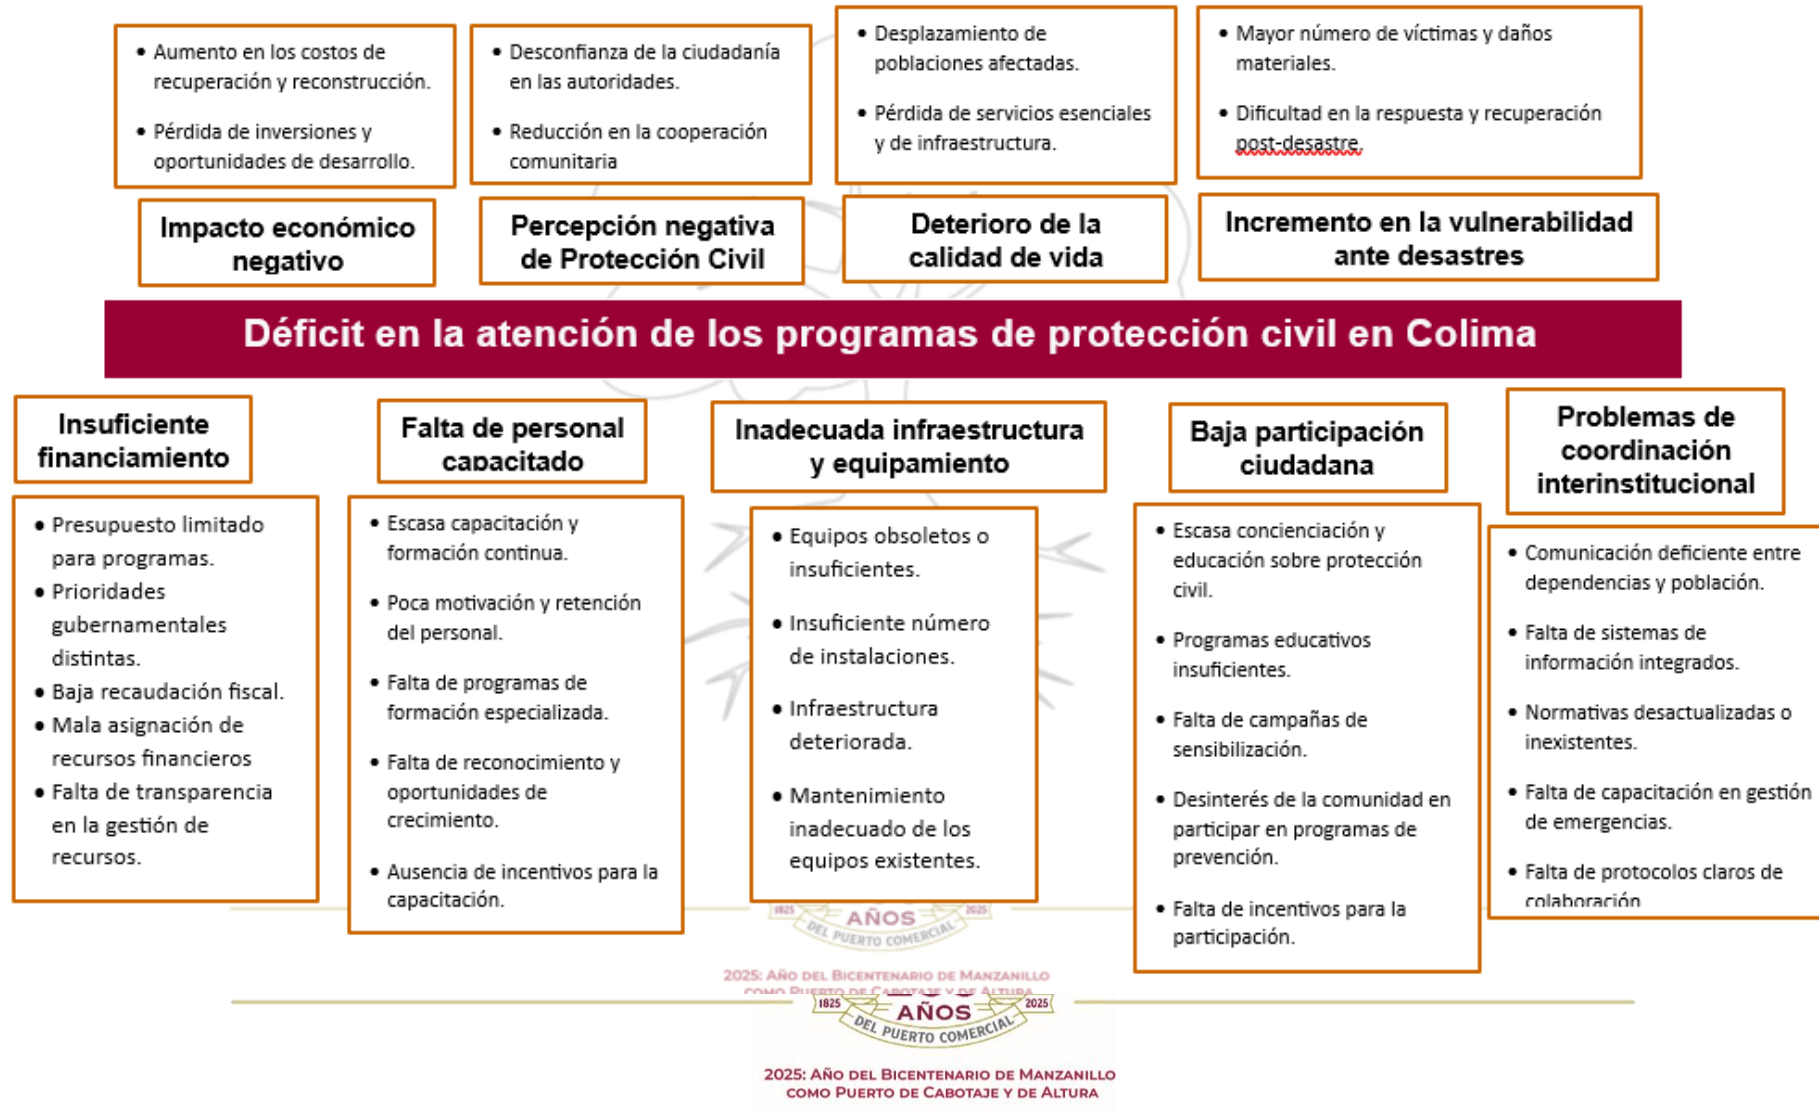 • Aumento en los costos de
recuperación y reconstrucción.
• Pérdida de inversiones y
oportunidades de desarrollo.
• Desconfianza de la ciudadanía
en las autoridades.
• Reducción en la cooperación
comunitaria
• Desplazamiento de
poblaciones afectadas.
• Pérdida de servicios esenciales
y de infraestructura.
• Mayor número de víctimas y daños
materiales.
• Dificultad en la respuesta y recuperación
post-desastre.
Impacto económico
negativo
Percepción negativa
de Protección Civil
Deterioro de la
calidad de vida
Incremento en la vulnerabilidad
ante desastres
Déficit en la atención de los programas de protección civil en Colima
Insuficiente
financiamiento
Falta de personal
capacitado
Inadecuada infraestructura
y equipamiento
Baja participación
ciudadana
Problemas de
coordinación
interinstitucional
• Presupuesto limitado
para programas.
• Prioridades
gubernamentales
distintas.
• Baja recaudación fiscal.
• Mala asignación de
recursos financieros
• Falta de transparencia
en la gestión de
recursos.
• Escasa capacitación y
formación continua.
• Poca motivación y retención
del personal.
• Falta de programas de
formación especializada.
• Falta de reconocimiento y
oportunidades de
crecimiento.
• Ausencia de incentivos para la
capacitación.
• Equipos obsoletos o
insuficientes.
• Insuficiente número
de instalaciones.
• Infraestructura
deteriorada.
• Mantenimiento
inadecuado de los
equipos existentes.
• Escasa concienciación y
educación sobre protección
civil.
• Programas educativos
insuficientes.
• Falta de campañas de
sensibilización.
• Desinterés de la comunidad en
participar en programas de
prevención.
• Falta de incentivos para la
participación.
• Comunicación deficiente entre
dependencias y población.
• Falta de sistemas de
información integrados.
• Normativas desactualizadas o
inexistentes.
• Falta de capacitación en gestión
de emergencias.
• Falta de protocolos claros de
colaboración
1825 AÑOS 2025
DEL PUERTO COMERCIAL
2025: AÑO DEL BICENTENARIO DE MANZANILLO
COMO PUERTO DE CABOTAJE Y DE ALTURA
1825 AÑOS 2025
DEL PUERTO COMERCIAL
2025: AÑO DEL BICENTENARIO DE MANZANILLO
COMO PUERTO DE CABOTAJE Y DE ALTURA